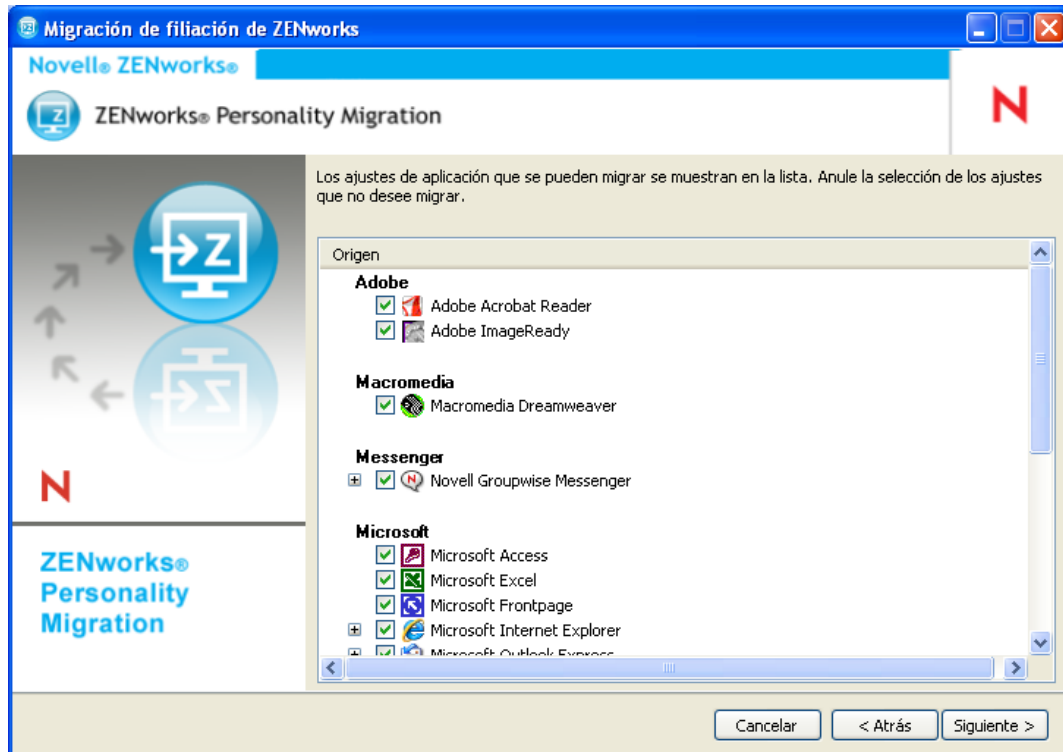 Migración de filiación de ZENworks
Novell® ZENworks®
ZENworks® Personality Migration
N
Z
Los ajustes de aplicación que se pueden migrar se muestran en la lista. Anule la selección de los ajustes
que no desee migrar.
Origen
Adobe
Adobe Acrobat Reader
Adobe ImageReady
Macromedia
Macromedia Dreamweaver
Messenger
Novell Groupwise Messenger
Microsoft
Microsoft Access
Microsoft Excel
Microsoft Frontpage
Microsoft Internet Explorer
Microsoft Outlook Express
N
ZENworks®
Personality
Migration
Cancelar
< Atrás
Siguiente >